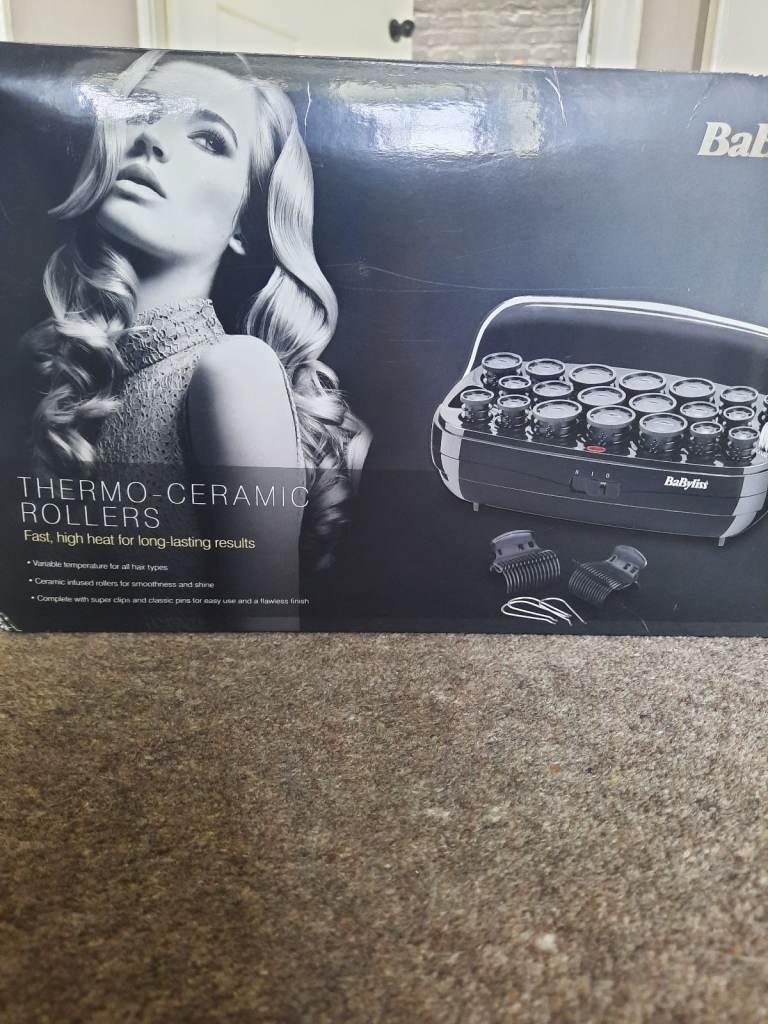 BaB
THERMO-CERAMIC
ROLLERS
Fast, high heat for long-lasting results
• Variable temperature for all hair types
• Ceramic infused rollers for smoothness and shine
• Complete with super clips and classic pins for easy use and a flawless finish
BaByliss